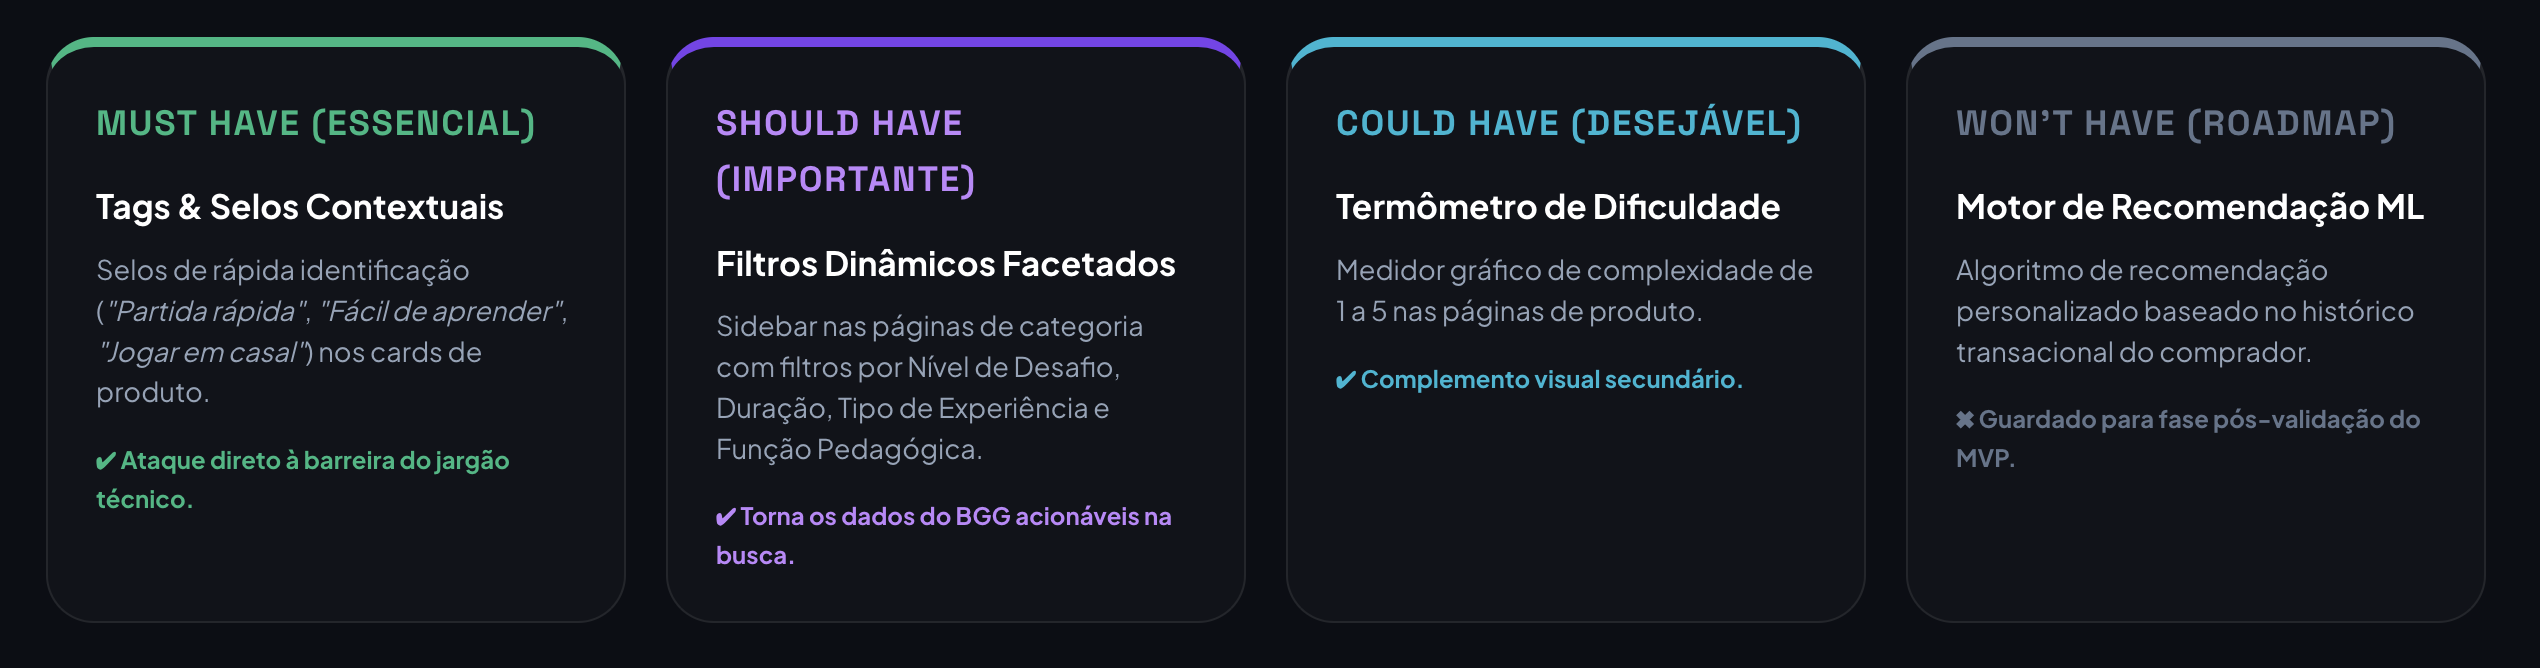 MUST HAVE (ESSENCIAL)
Tags & Selos Contextuais
Selos de rápida identificação
("Partida rápida", "Fácil de aprender",
"Jogar em casal") nos cards de
produto.
✔ Ataque direto à barreira do jargão
técnico.
SHOULD HAVE
(IMPORTANTE)
Filtros Dinâmicos Facetados
Sidebar nas páginas de categoria
com filtros por Nível de Desafio,
Duração, Tipo de Experiência e
Função Pedagógica.
✔ Torna os dados do BGG acionáveis na
busca.
COULD HAVE (DESEJÁVEL)
Termômetro de Dificuldade
Medidor gráfico de complexidade de
1 a 5 nas páginas de produto.
✔ Complemento visual secundário.
WON'T HAVE (ROADMAP)
Motor de Recomendação ML
Algoritmo de recomendação
personalizado baseado no histórico
transacional do comprador.
✖ Guardado para fase pós-validação do
MVP.